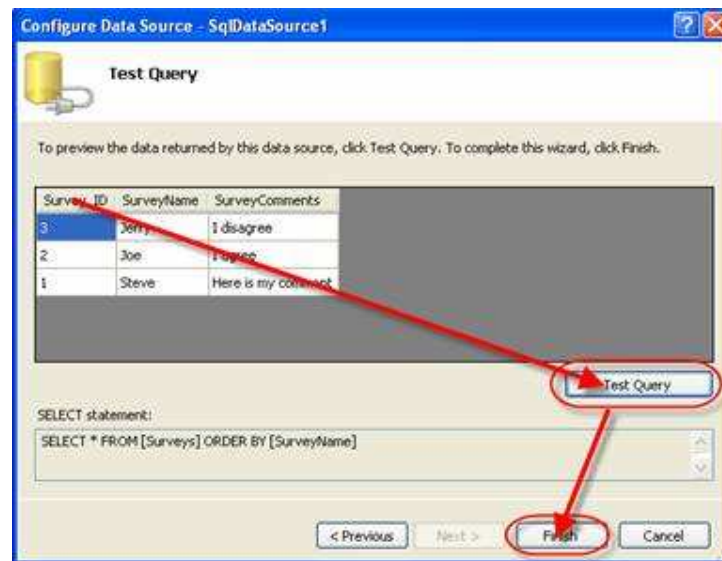 Configure Data Source - SqlDataSource1
Test Query
To preview the data returned by this data source, click Test Query. To complete this wizard, click Finish.
Survey_ID SurveyName SurveyComments
3 Jerry I disagree
2 Joe I agree
1 Steve Here is my comment
Test Query
SELECT statement:
SELECT * FROM [Surveys] ORDER BY [SurveyName]
< Previous Next > Finish Cancel